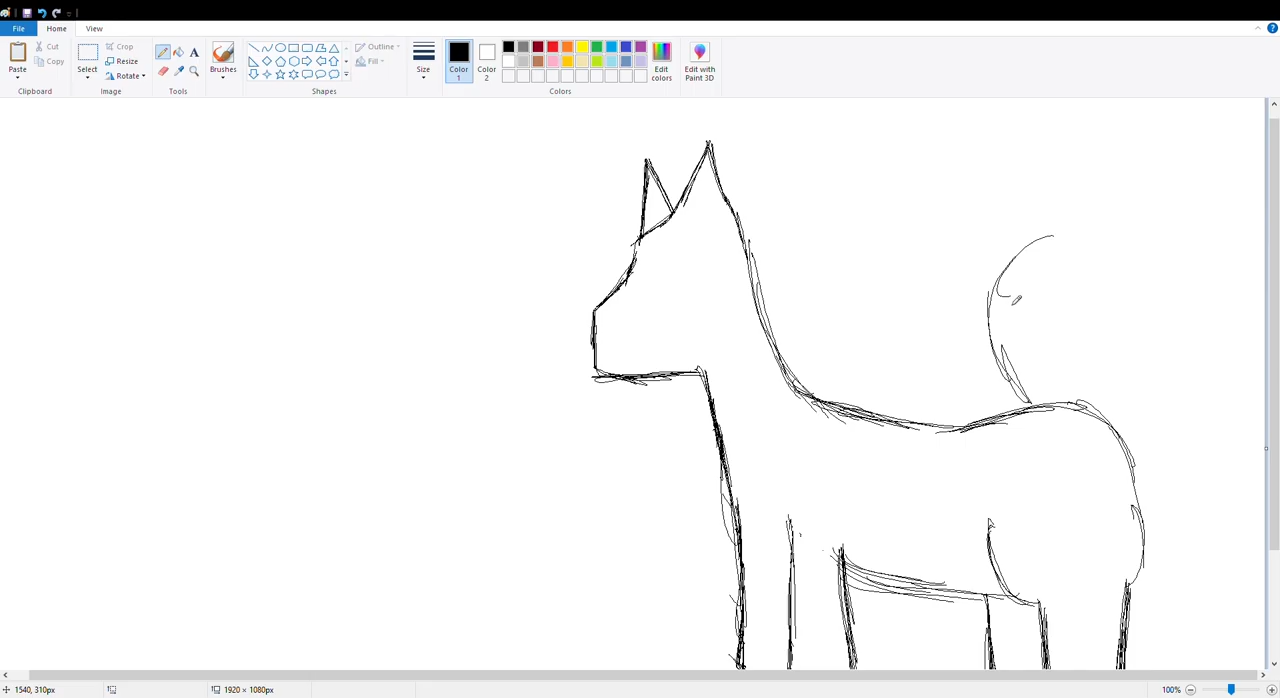 File Home View
Paste Cut Copy Select Crop Resize Rotate Brushes Outline Fill Size Color 1 Color 2 Edit colors Edit with Paint 3D
Clipboard Image Tools Shapes Colors
1540, 310px 1920 × 1080px 100%